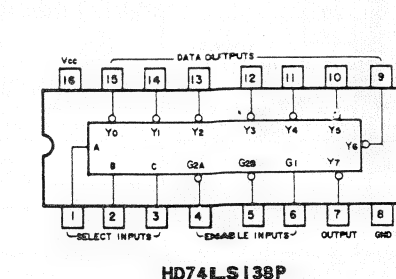 DATA OUTPUTS
Vcc
16 15 14 13 12 11 10 9
Y0 Y1 Y2 Y3 Y4 Y5
A Y6
B C G2A G2B G1 Y7
1 2 3 4 5 6 7 8
SELECT INPUTS ENABLE INPUTS OUTPUT GND
HD74LS138P